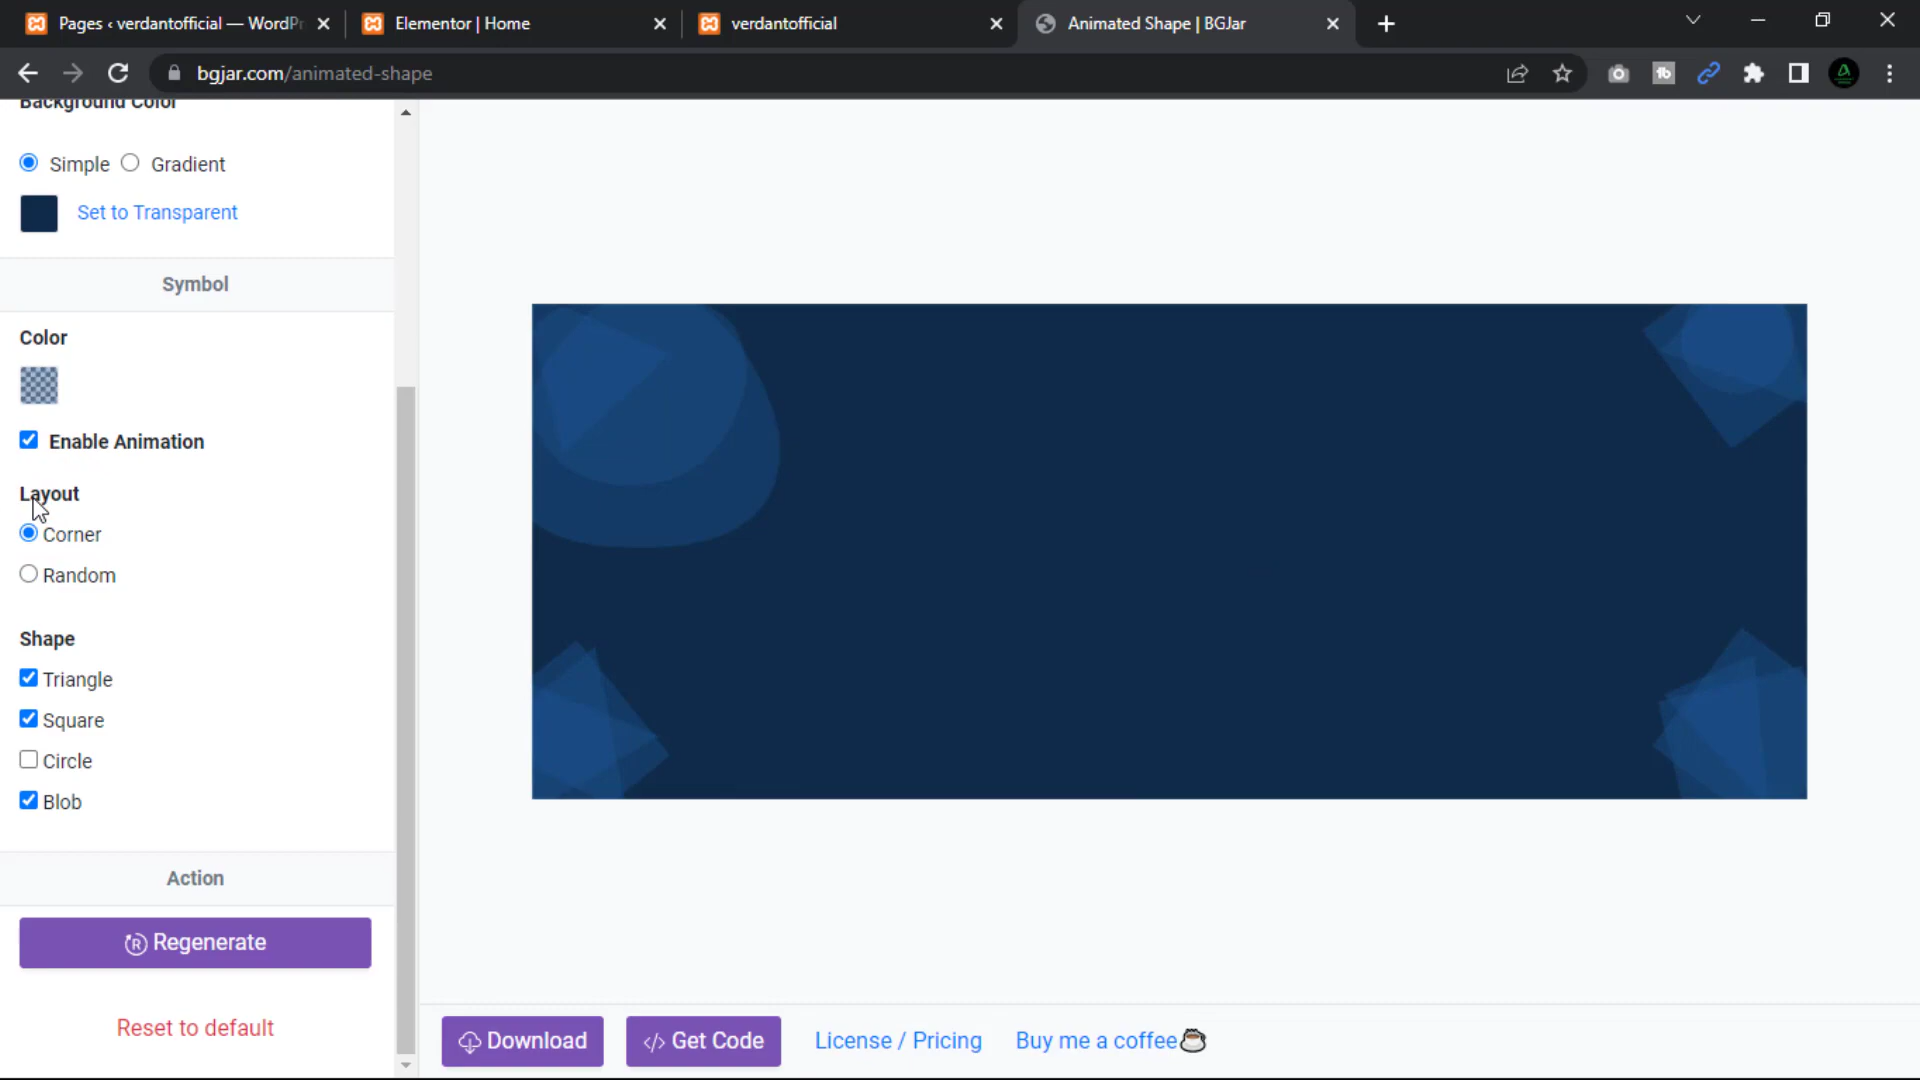 Pages ‹ verdantofficial — WordPr
Elementor | Home
verdantofficial
Animated Shape | BGJar
bgjar.com/animated-shape
Background Color
Simple
Gradient
Set to Transparent
Symbol
Color
Enable Animation
Layout
Corner
Random
Shape
Triangle
Square
Circle
Blob
Action
Regenerate
Reset to default
Download
</> Get Code
License / Pricing
Buy me a coffee